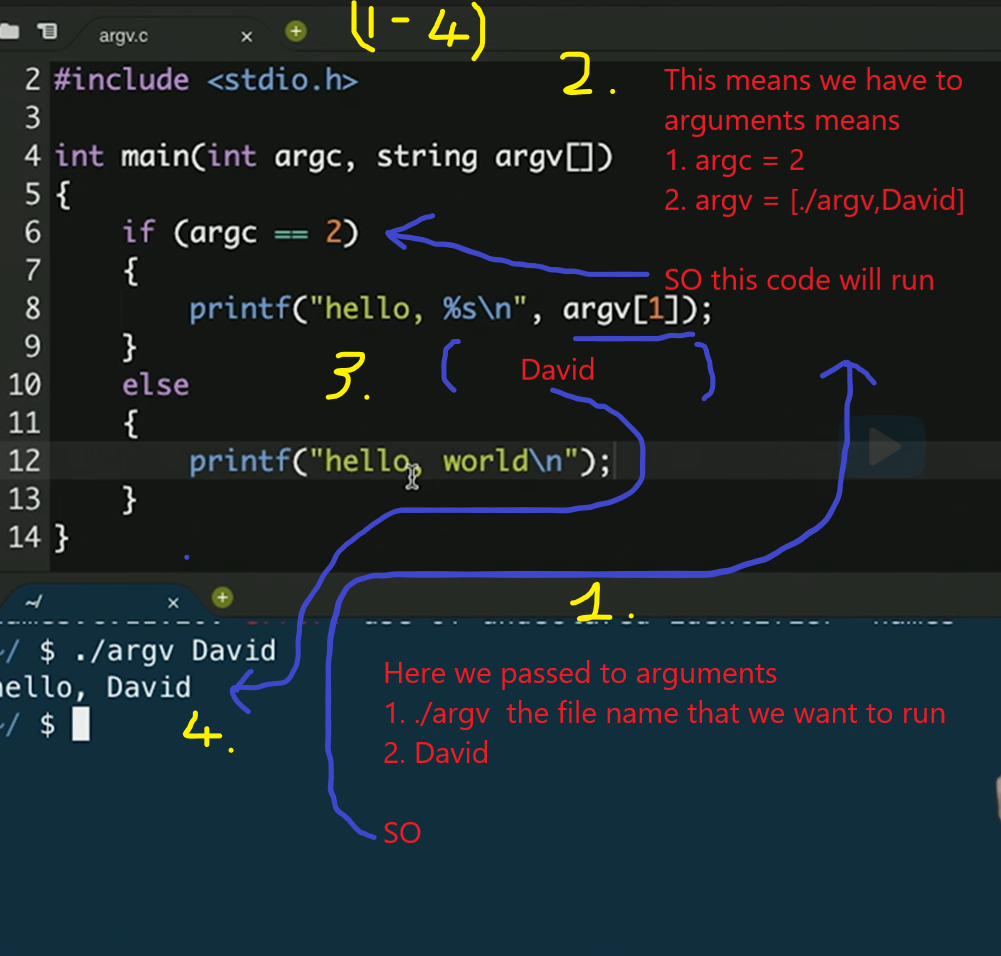 (1-4)
argv.c x +
2 #include <stdio.h>
3
4 int main(int argc, string argv[])
5 {
6 if (argc == 2)
7 {
8 printf("hello, %s\n", argv[1]);
9 }
10 else
11 {
12 printf("hello, world\n");
13 }
14 }
2.
This means we have to
arguments means
1. argc = 2
2. argv = [./argv,David]
SO this code will run
3.
( David )
~/ x +
~/ $ ./argv David
hello, David
~/ $
4.
1.
Here we passed to arguments
1. ./argv the file name that we want to run
2. David
SO